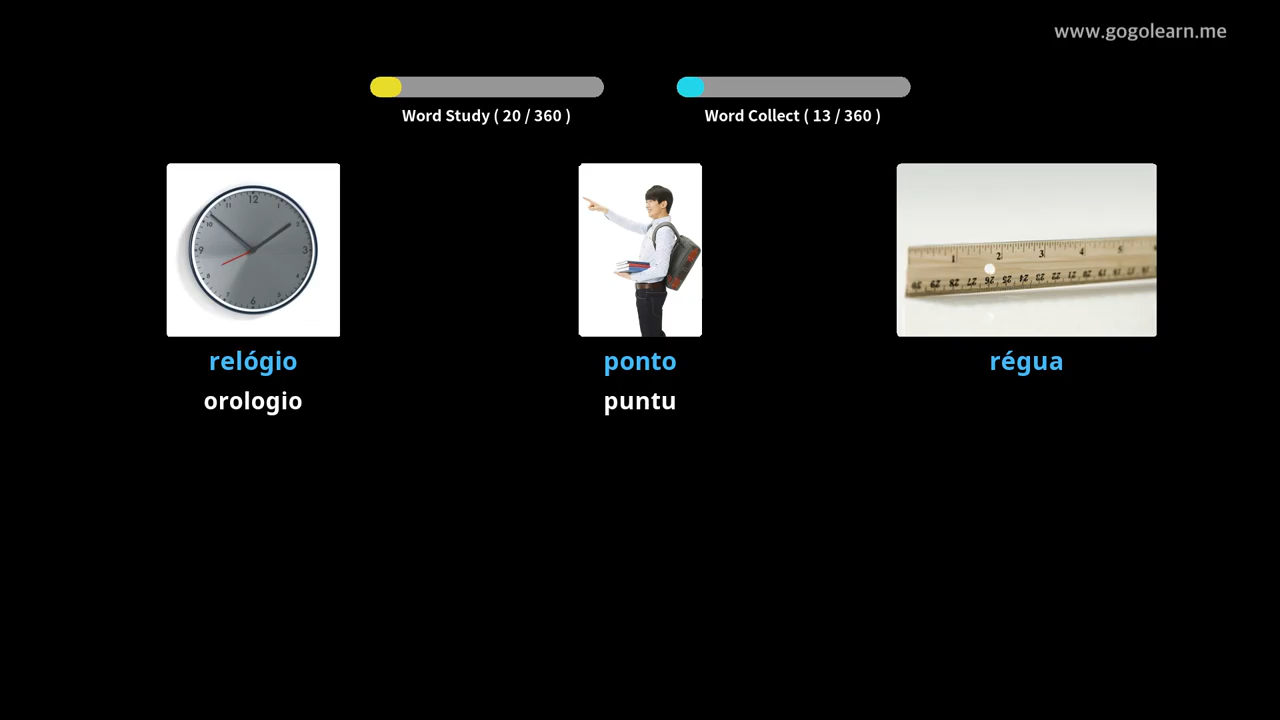 www.gogolearn.me
Word Study ( 20 / 360 )
Word Collect ( 13 / 360 )
relógio
ponto
régua
orologio
puntu